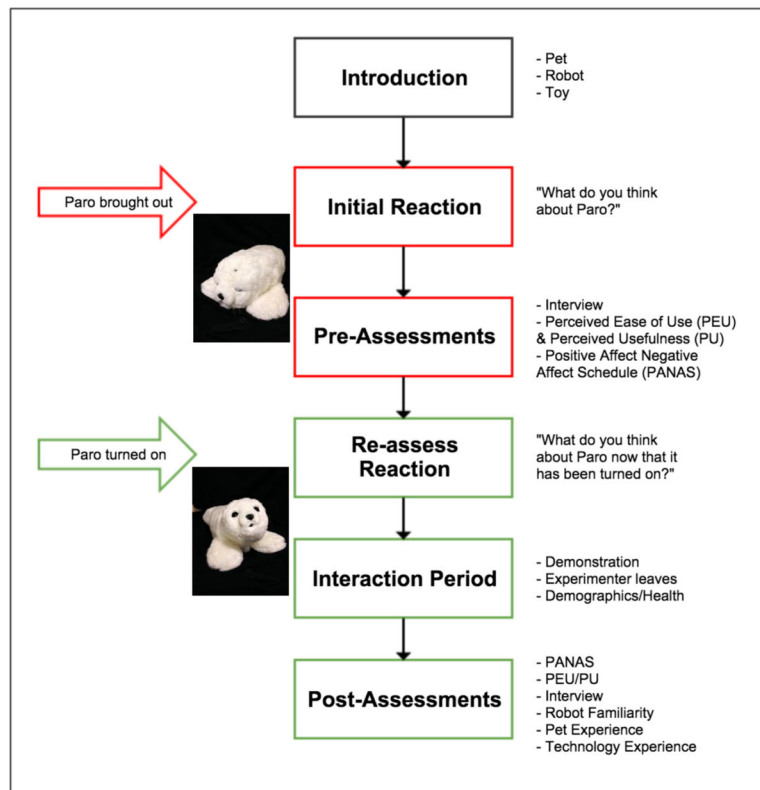 Introduction
- Pet
- Robot
- Toy
Paro brought out
Initial Reaction
"What do you think
about Paro?"
Pre-Assessments
- Interview
- Perceived Ease of Use (PEU)
& Perceived Usefulness (PU)
- Positive Affect Negative
Affect Schedule (PANAS)
Paro turned on
Re-assess
Reaction
"What do you think
about Paro now that it
has been turned on?"
Interaction Period
- Demonstration
- Experimenter leaves
- Demographics/Health
Post-Assessments
- PANAS
- PEU/PU
- Interview
- Robot Familiarity
- Pet Experience
- Technology Experience